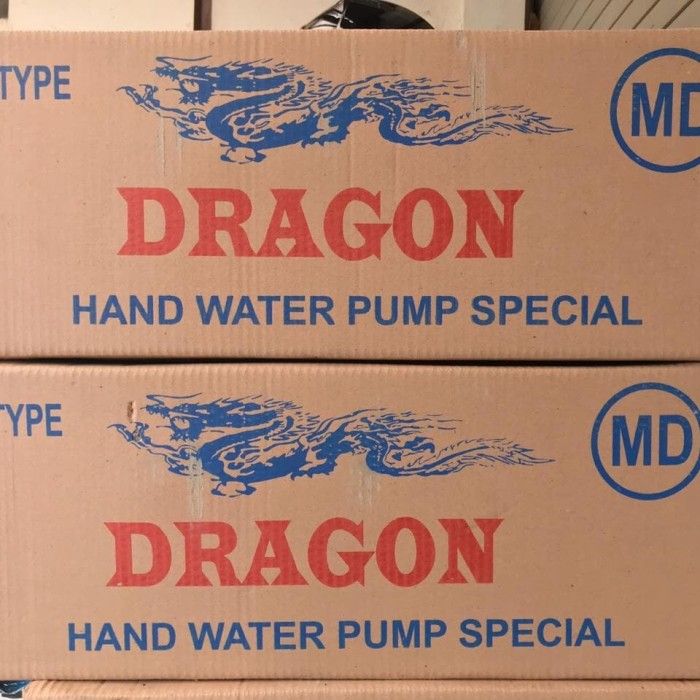 TYPE
MD
DRAGON
HAND WATER PUMP SPECIAL
TYPE
MD
DRAGON
HAND WATER PUMP SPECIAL